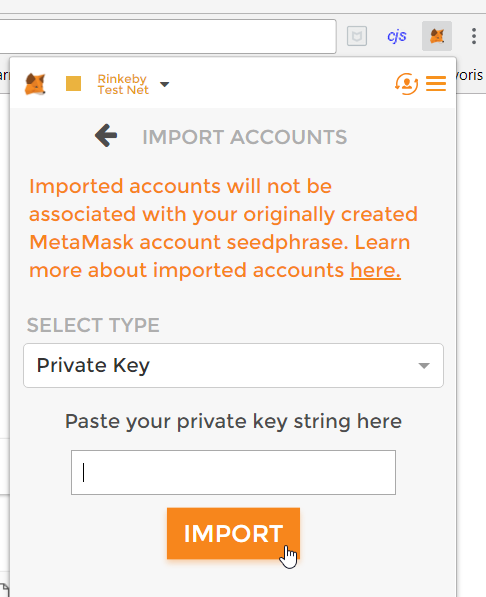 cjs
Rinkeby
Test Net
voris
IMPORT ACCOUNTS
Imported accounts will not be
associated with your originally created
MetaMask account seedphrase. Learn
more about imported accounts here.
SELECT TYPE
Private Key
Paste your private key string here
IMPORT